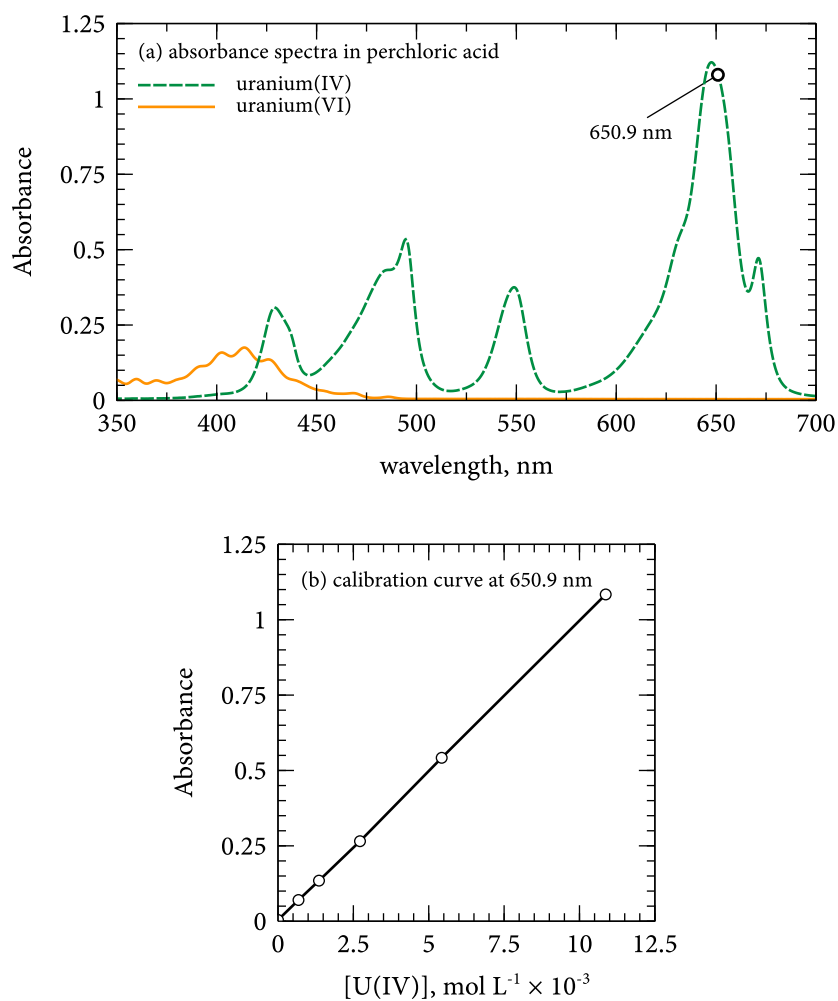 (a) absorbance spectra in perchloric acid
uranium(IV)
uranium(VI)
650.9 nm
Absorbance
1.25
1
0.75
0.5
0.25
0
350 400 450 500 550 600 650 700
wavelength, nm
(b) calibration curve at 650.9 nm
Absorbance
1.25
1
0.75
0.5
0.25
0
0 2.5 5 7.5 10 12.5
[U(IV)], mol L⁻¹ × 10⁻³